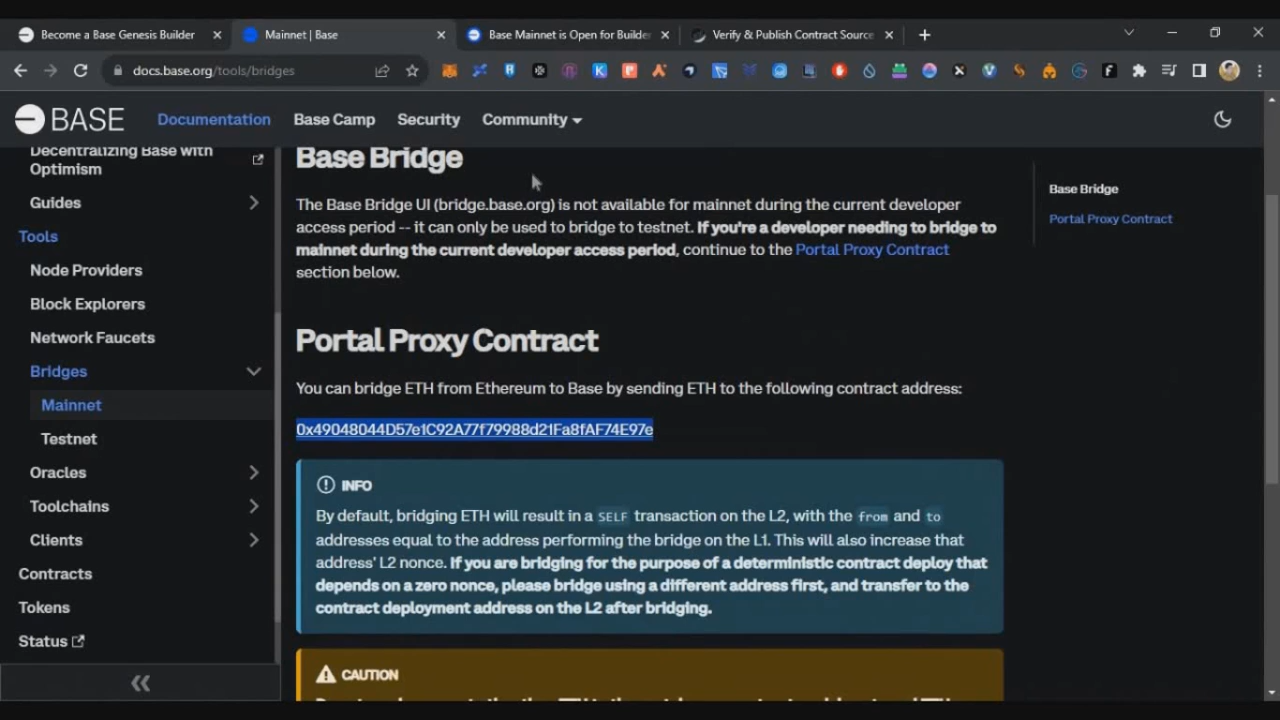 Become a Base Genesis Builder
Mainnet | Base
Base Mainnet is Open for Builde
Verify & Publish Contract Source
docs.base.org/tools/bridges
BASE
Documentation
Base Camp
Security
Community
Decentralizing Base with
Optimism
Guides
Tools
Node Providers
Block Explorers
Network Faucets
Bridges
Mainnet
Testnet
Oracles
Toolchains
Clients
Contracts
Tokens
Status
Base Bridge
The Base Bridge UI (bridge.base.org) is not available for mainnet during the current developer
access period -- it can only be used to bridge to testnet. If you're a developer needing to bridge to
mainnet during the current developer access period, continue to the Portal Proxy Contract
section below.
Portal Proxy Contract
You can bridge ETH from Ethereum to Base by sending ETH to the following contract address:
0x49048044D57e1C92A77f79988d21Fa8fAF74E97e
INFO
By default, bridging ETH will result in a SELF transaction on the L2, with the from and to
addresses equal to the address performing the bridge on the L1. This will also increase that
address' L2 nonce. If you are bridging for the purpose of a deterministic contract deploy that
depends on a zero nonce, please bridge using a different address first, and transfer to the
contract deployment address on the L2 after bridging.
CAUTION
Base Bridge
Portal Proxy Contract